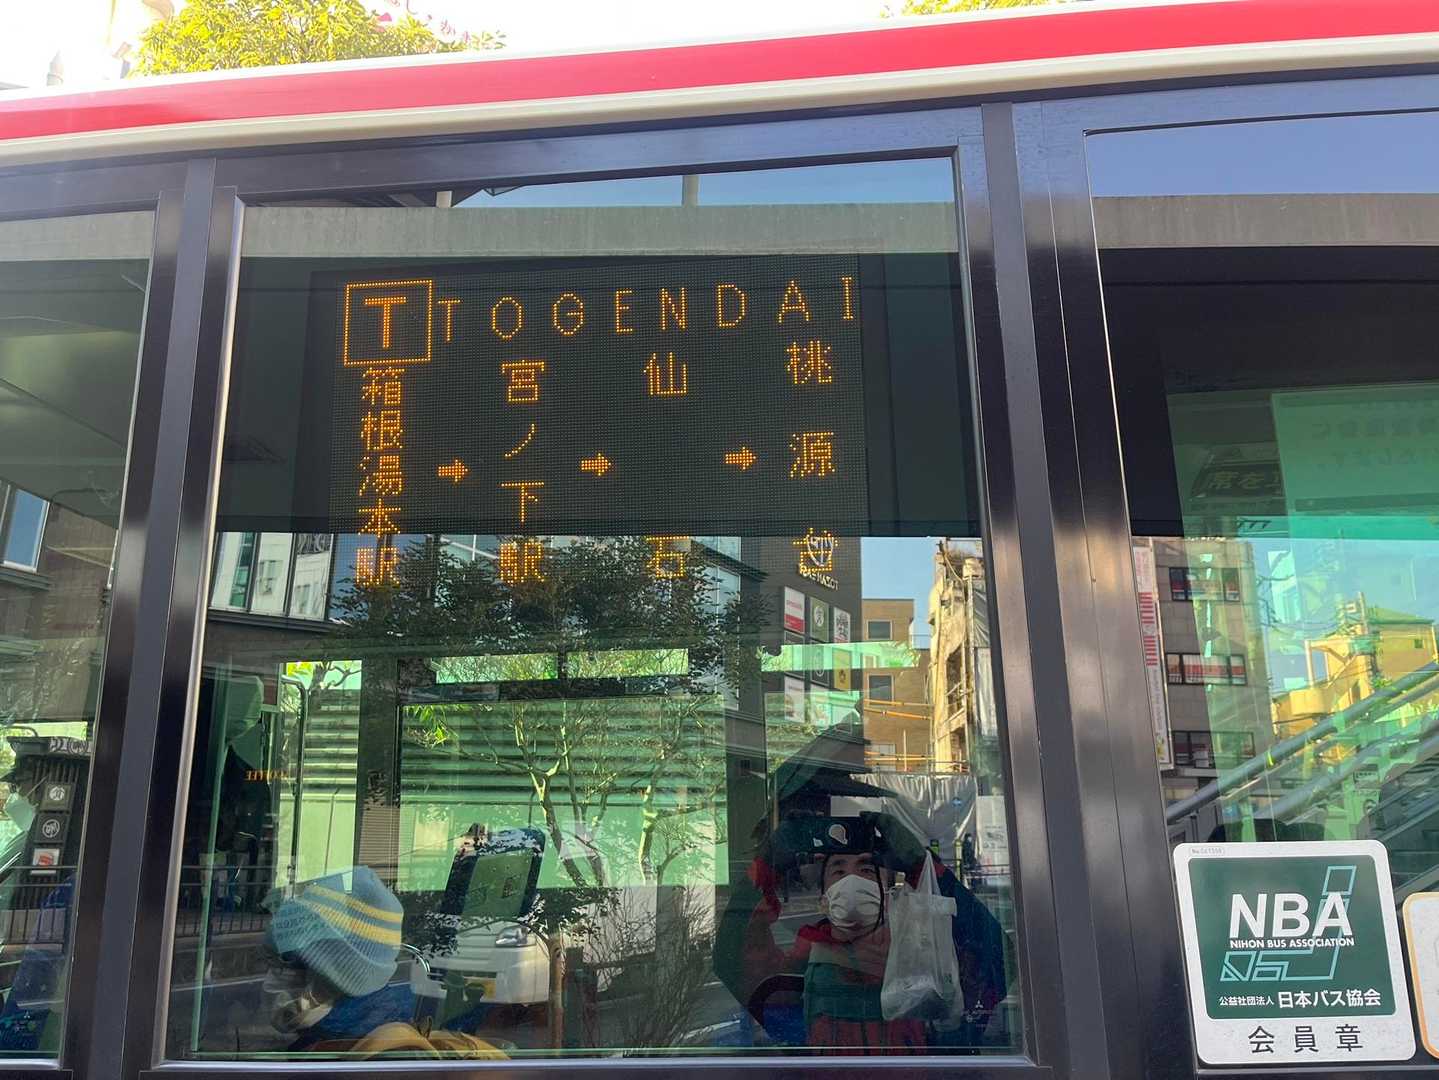 T TOGENDAI
箱根湯本駅 → 宮ノ下駅 → 仙石 → 桃源台
COFFEE
NBA
NIHON BUS ASSOCIATION
公益社団法人 日本バス協会
会員章